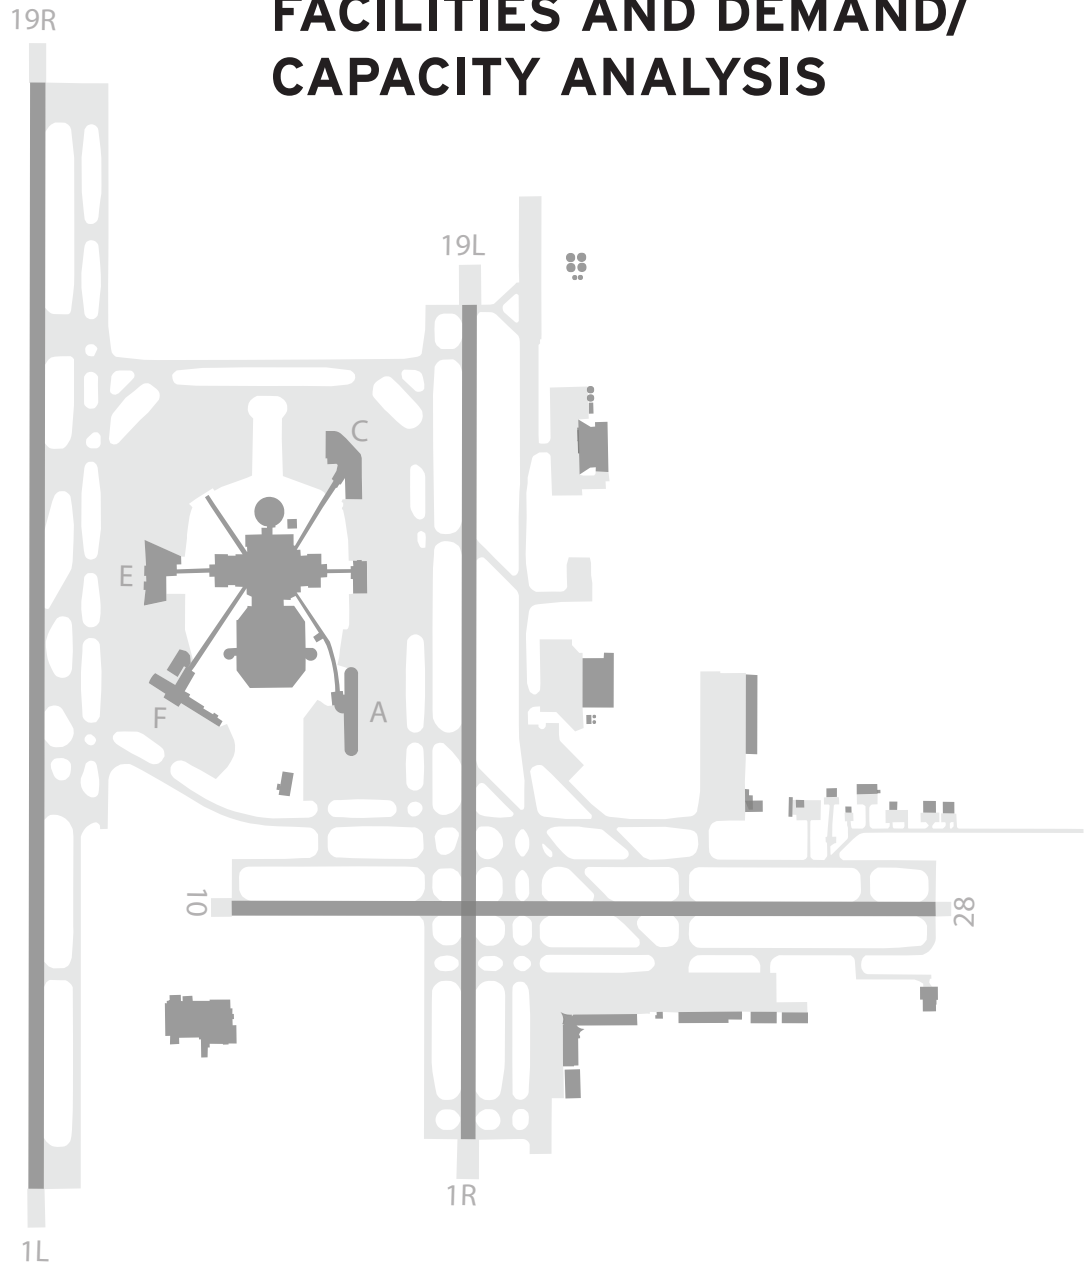 FACILITIES AND DEMAND/
CAPACITY ANALYSIS
19R
19L
C
E
F
A
10
28
1R
1L